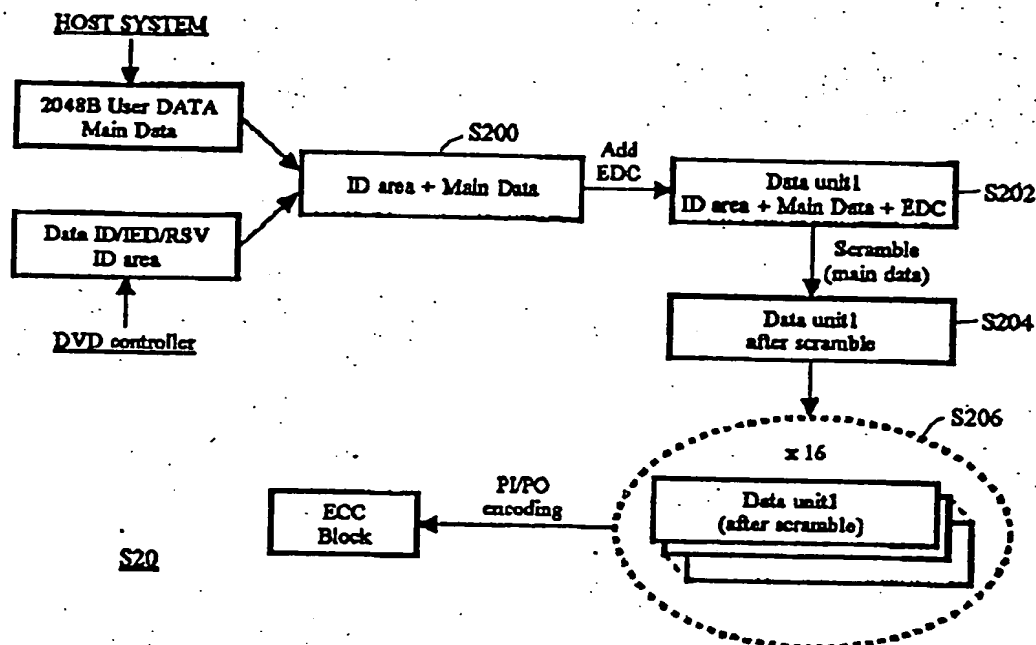 HOST SYSTEM
2048B User DATA
Main Data
Data ID/IED/RSV
ID area
DVD controller
S200
ID area + Main Data
Add
EDC
Data unit1
ID area + Main Data + EDC
S202
Scramble
(main data)
Data unit1
after scramble
S204
S206
x 16
Data unit1
(after scramble)
PI/PO
encoding
ECC
Block
S20